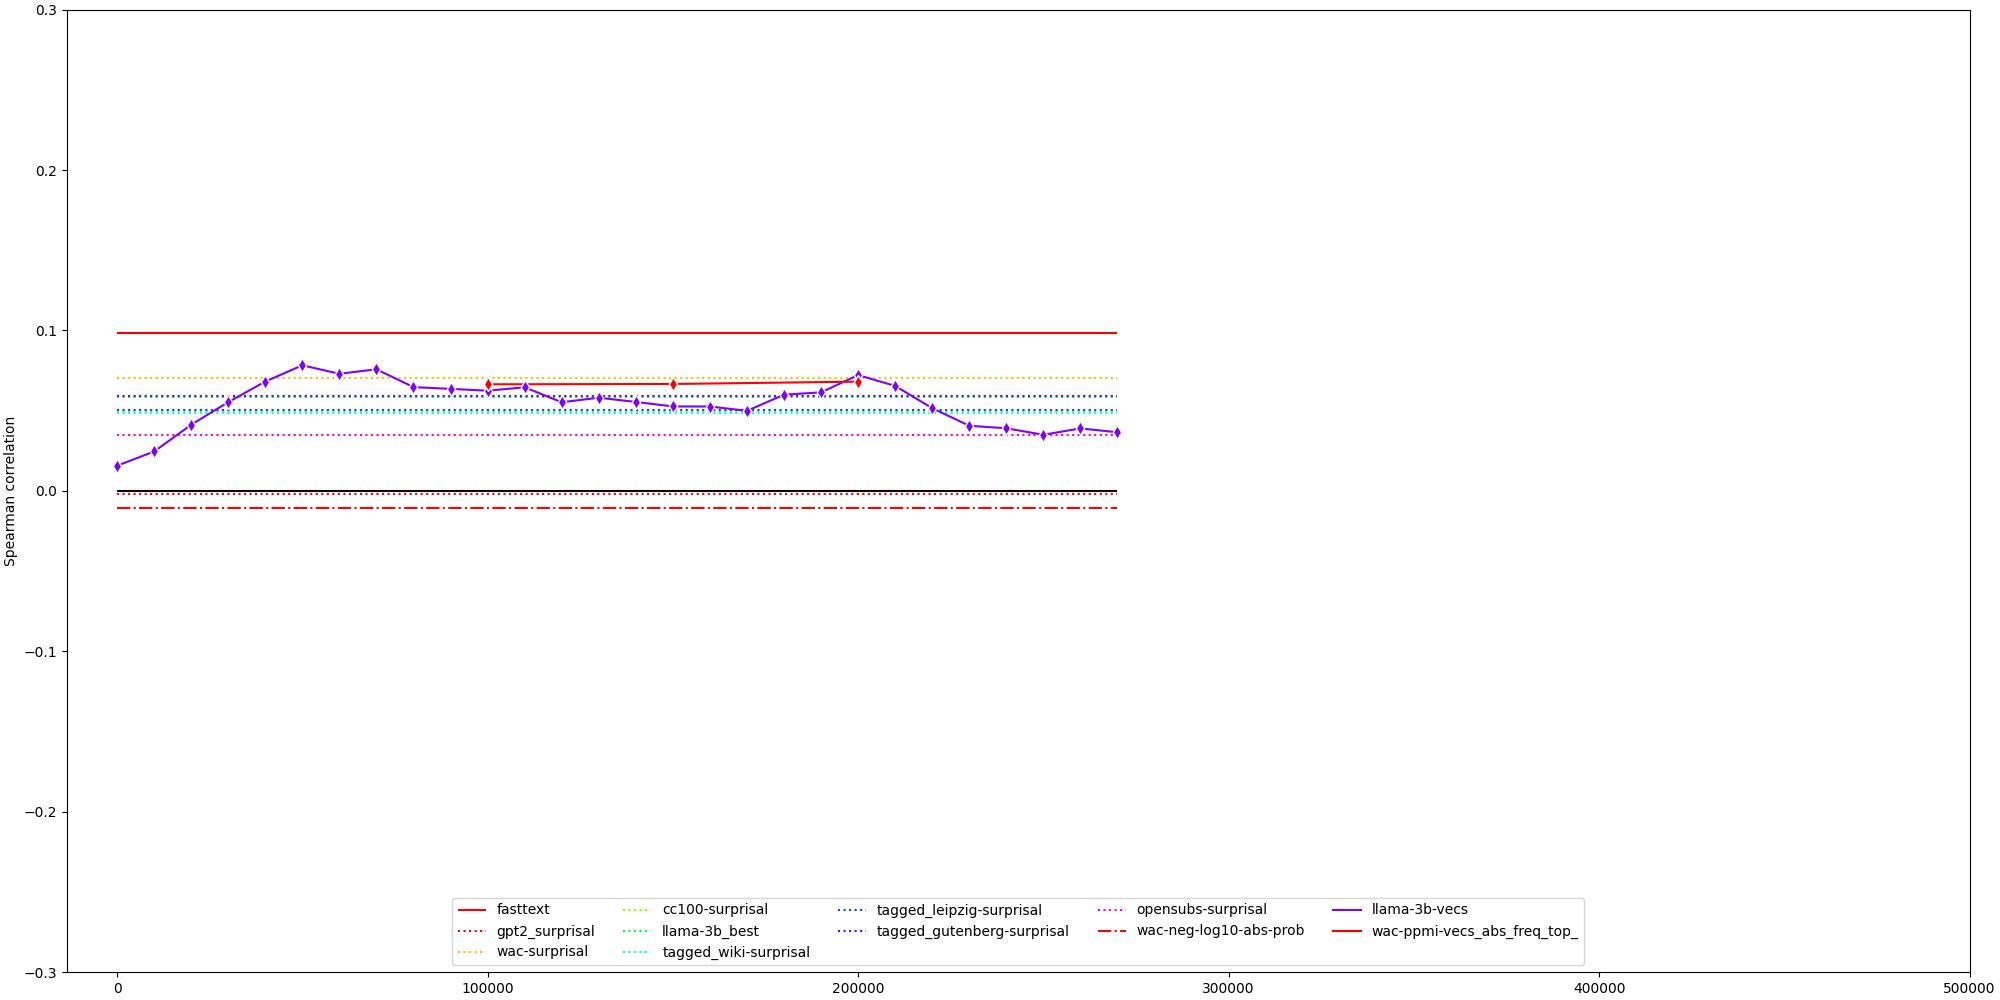 0.3
0.2
0.1
0.0
−0.1
−0.2
−0.3
Spearman correlation
fasttext
gpt2_surprisal
wac-surprisal
cc100-surprisal
llama-3b_best
tagged_wiki-surprisal
tagged_leipzig-surprisal
tagged_gutenberg-surprisal
opensubs-surprisal
wac-neg-log10-abs-prob
llama-3b-vecs
wac-ppmi-vecs_abs_freq_top_
0 100000 200000 300000 400000 500000